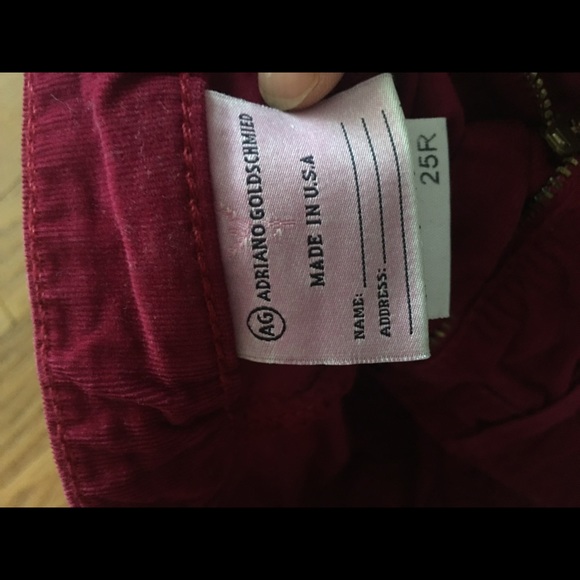 AG ADRIANO GOLDSCHMIED
MADE IN U.S.A
NAME:
ADDRESS:
25R